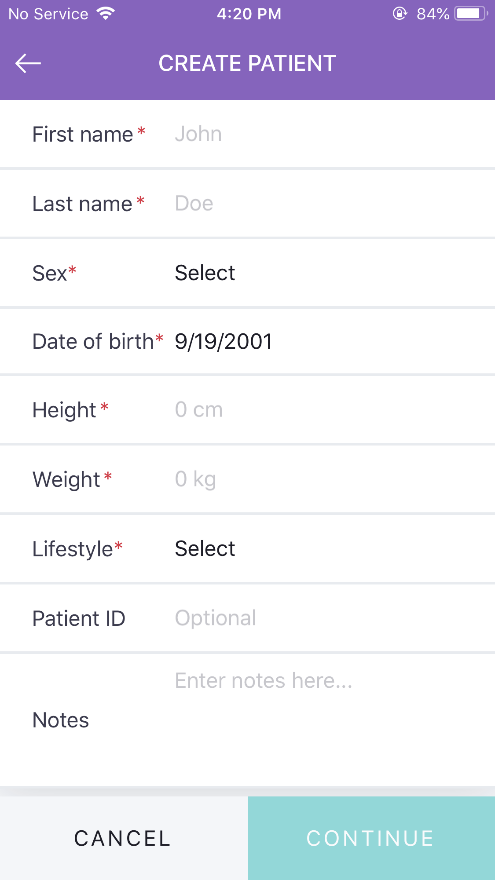 No Service 4:20 PM 84%
CREATE PATIENT
First name* John
Last name* Doe
Sex* Select
Date of birth* 9/19/2001
Height* 0 cm
Weight* 0 kg
Lifestyle* Select
Patient ID Optional
Enter notes here...
Notes
CANCEL CONTINUE